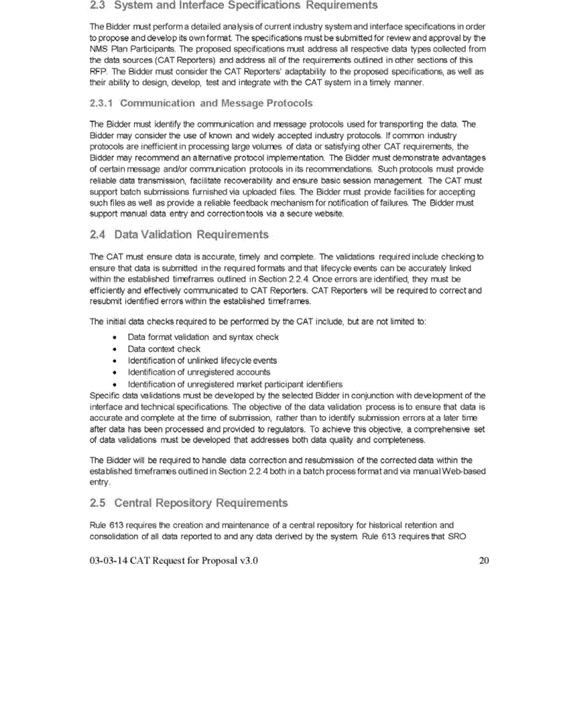 2.3 System and Interface Specifications Requirements
The Bidder must perform a detailed analysis of current industry system and interface specifications in order
to propose and develop its own format. The specifications must be submitted for review and approval by the
NMS Plan Participants. The proposed specifications must address all respective data types collected from
the data sources (CAT Reporters) and address all of the requirements outlined in other sections of this
RFP. The Bidder must consider the CAT Reporters' adaptability to the proposed specifications, as well as
their ability to design, develop, test and integrate with the CAT system in a timely manner.
2.3.1 Communication and Message Protocols
The Bidder must identify the communication and message protocols used for transporting the data. The
Bidder may consider the use of known and widely accepted industry protocols. If common industry
protocols are inefficient in processing large volumes of data or satisfying other CAT requirements, the
Bidder may recommend an alternative protocol implementation. The Bidder must demonstrate advantages
of certain message and/or communication protocols in its recommendations. Such protocols must provide
reliable data transmission, facilitate recoverability and ensure basic session management. The CAT must
support batch submissions furnished via uploaded files. The Bidder must provide facilities for accepting
such files as well as provide a reliable feedback mechanism for notification of failures. The Bidder must
support manual data entry and correction tools via a secure website.
2.4 Data Validation Requirements
The CAT must ensure data is accurate, timely and complete. The validations required include checking to
ensure that data is submitted in the required formats and that lifecycle events can be accurately linked
within the established timeframes outlined in Section 2.2.4. Once errors are identified, they must be
efficiently and effectively communicated to CAT Reporters. CAT Reporters will be required to correct and
resubmit identified errors within the established timeframes.
The initial data checks required to be performed by the CAT include, but are not limited to:
• Data format validation and syntax check
• Data context check
• Identification of unlinked lifecycle events
• Identification of unregistered accounts
• Identification of unregistered market participant identifiers
Specific data validations must be developed by the selected Bidder in conjunction with development of the
interface and technical specifications. The objective of the data validation process is to ensure that data is
accurate and complete at the time of submission, rather than to identify submission errors at a later time
after data has been processed and provided to regulators. To achieve this objective, a comprehensive set
of data validations must be developed that addresses both data quality and completeness.
The Bidder will be required to handle data correction and resubmission of the corrected data within the
established timeframes outlined in Section 2.2.4 both in a batch process format and via manual Web-based
entry.
2.5 Central Repository Requirements
Rule 613 requires the creation and maintenance of a central repository for historical retention and
consolidation of all data reported to and any data derived by the system. Rule 613 requires that SRO
03-03-14 CAT Request for Proposal v3.0 20